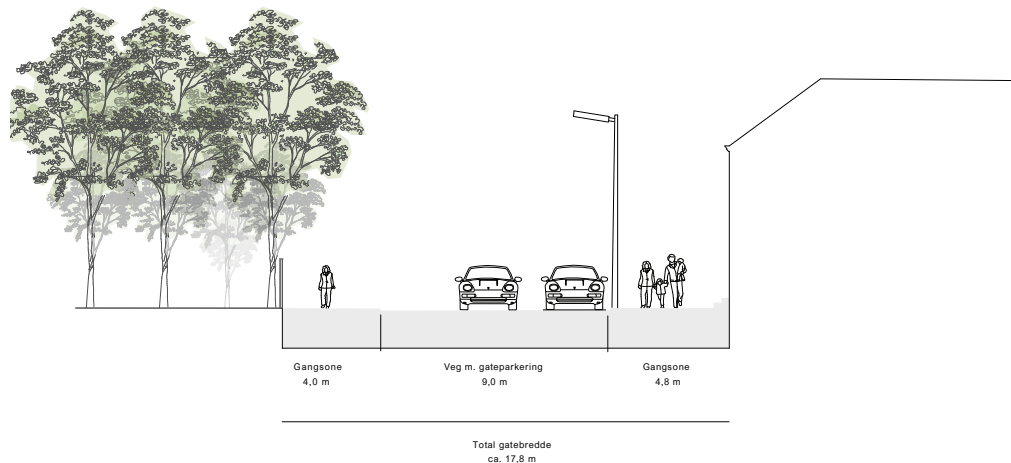 Gangsone
4,0 m
Veg m. gateparkering
9,0 m
Gangsone
4,8 m
Total gatebredde
ca. 17,8 m